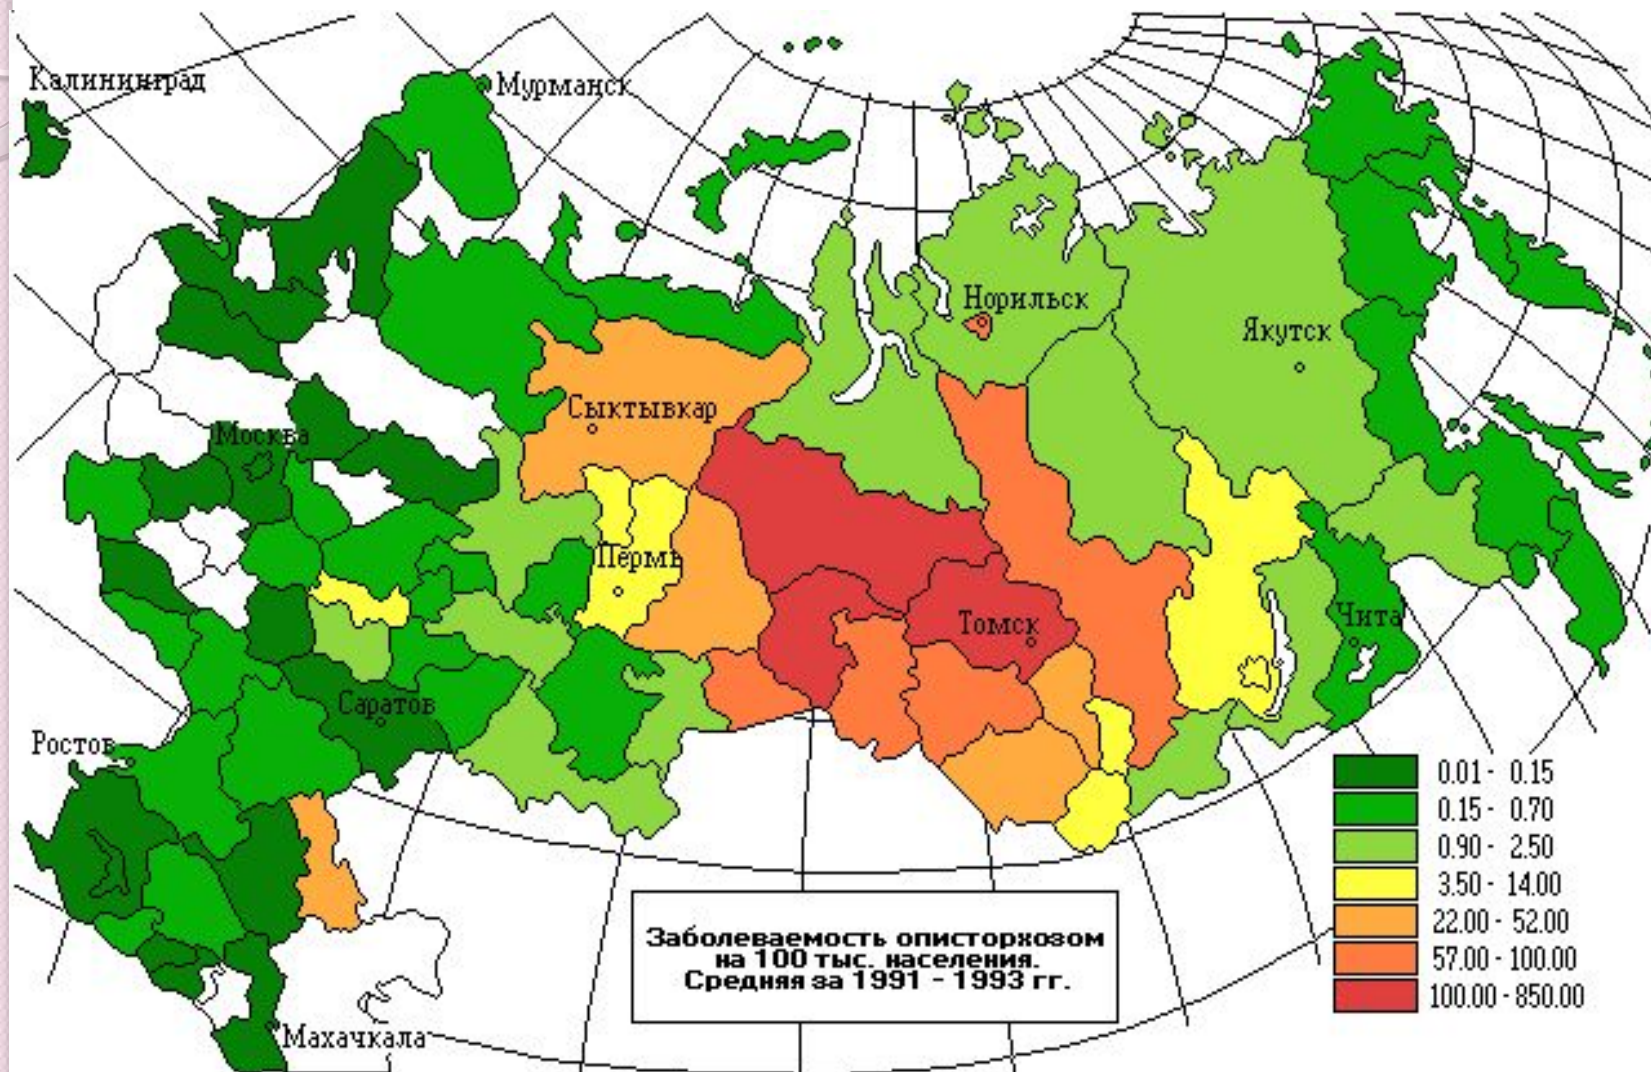 Калининград
Мурманск
Норильск
Якутск
Сыктывкар
Москва
Пермь
Томск
Чита
Саратов
Ростов
Махачкала
0.01 - 0.15
0.15 - 0.70
0.90 - 2.50
3.50 - 14.00
22.00 - 52.00
57.00 - 100.00
100.00 - 850.00
Заболеваемость описторхозом
на 100 тыс. населения.
Средняя за 1991 - 1993 гг.